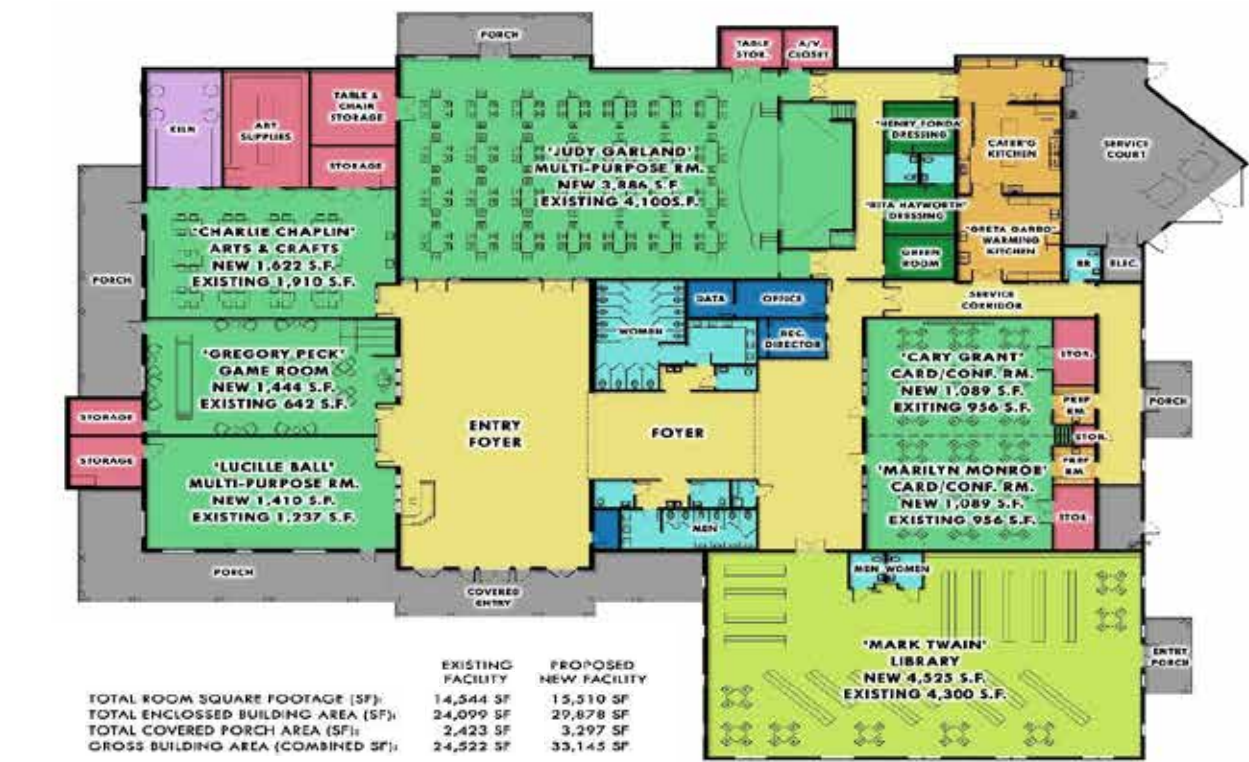 PORCH
TABLE
STOR.
A/V
CLOSET
KILN
ART
SUPPLIES
TABLE &
CHAIR
STORAGE
STORAGE
'JUDY GARLAND'
MULTI-PURPOSE RM.
NEW 3,886 S.F.
EXISTING 4,100S.F.
'HENRY FONDA'
DRESSING
'RITA HAYWORTH'
DRESSING
GREEN
ROOM
CATER'G
KITCHEN
'GRETA GARBO'
WARMING
KITCHEN
SERVICE
COURT
BR
ELEC.
PORCH
'CHARLIE CHAPLIN'
ARTS & CRAFTS
NEW 1,622 S.F.
EXISTING 1,910 S.F.
WOMEN
DATA
OFFICE
REC.
DIRECTOR
SERVICE
CORRIDOR
'GREGORY PECK'
GAME ROOM
NEW 1,444 S.F.
EXISTING 642 S.F.
'CARY GRANT'
CARD/CONF. RM.
NEW 1,089 S.F.
EXITING 956 S.F.
STOR.
PREP
RM.
STOR.
PREP
RM.
STOR.
PORCH
STORAGE
STORAGE
ENTRY
FOYER
FOYER
'LUCILLE BALL'
MULTI-PURPOSE RM.
NEW 1,410 S.F.
EXISTING 1,237 S.F.
'MARILYN MONROE'
CARD/CONF. RM.
NEW 1,089 S.F.
EXISTING 956 S.F.
MEN
PORCH
COVERED
ENTRY
MEN WOMEN
'MARK TWAIN'
LIBRARY
NEW 4,525 S.F.
EXISTING 4,300 S.F.
ENTRY
PORCH
EXISTING FACILITY
PROPOSED NEW FACILITY
TOTAL ROOM SQUARE FOOTAGE (SF): 14,544 SF 15,510 SF
TOTAL ENCLOSSED BUILDING AREA (SF): 24,099 SF 29,878 SF
TOTAL COVERED PORCH AREA (SF): 2,423 SF 3,297 SF
GROSS BUILDING AREA (COMBINED SF): 24,522 SF 33,145 SF